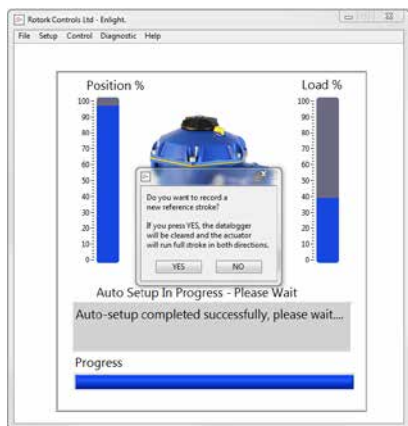 Rotork Controls Ltd - Enlight.
File Setup Control Diagnostic Help
Position %
Load %
100
90
80
70
60
50
40
30
20
10
0
100
90
80
70
60
50
40
30
20
10
0
Do you want to record a
new reference stroke?
If you press YES, the datalogger
will be cleared and the actuator
will run full stroke in both directions.
YES NO
Auto Setup In Progress - Please Wait
Auto-setup completed successfully, please wait....
Progress